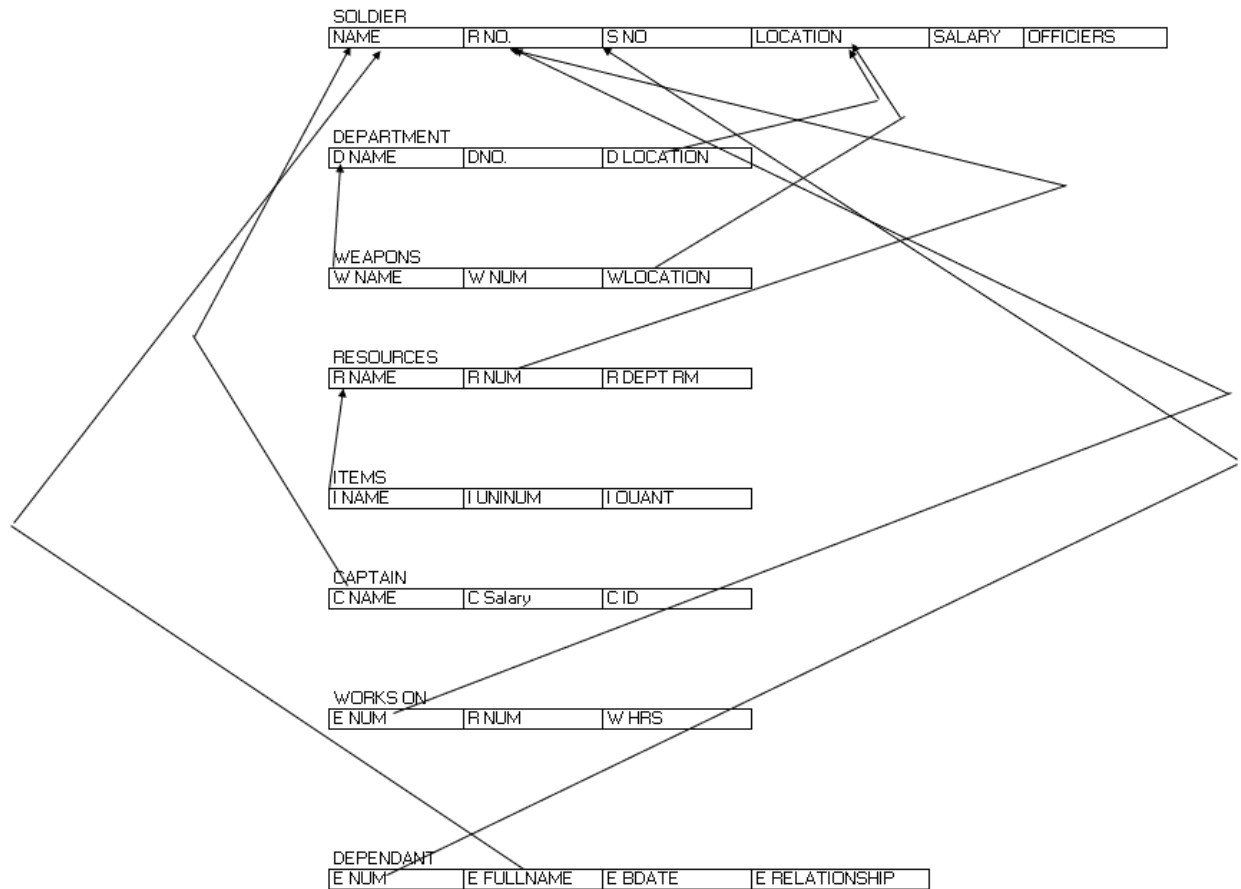 SOLDIER
NAME R NO. S NO LOCATION SALARY OFFICIERS
DEPARTMENT
D NAME DNO. D LOCATION
WEAPONS
W NAME W NUM WLOCATION
RESOURCES
R NAME R NUM R DEPT RM
ITEMS
I NAME I UNINUM I OUANT
CAPTAIN
C NAME C Salary C ID
WORKS ON
E NUM R NUM W HRS
DEPENDANT
E NUM E FULLNAME E BDATE E RELATIONSHIP